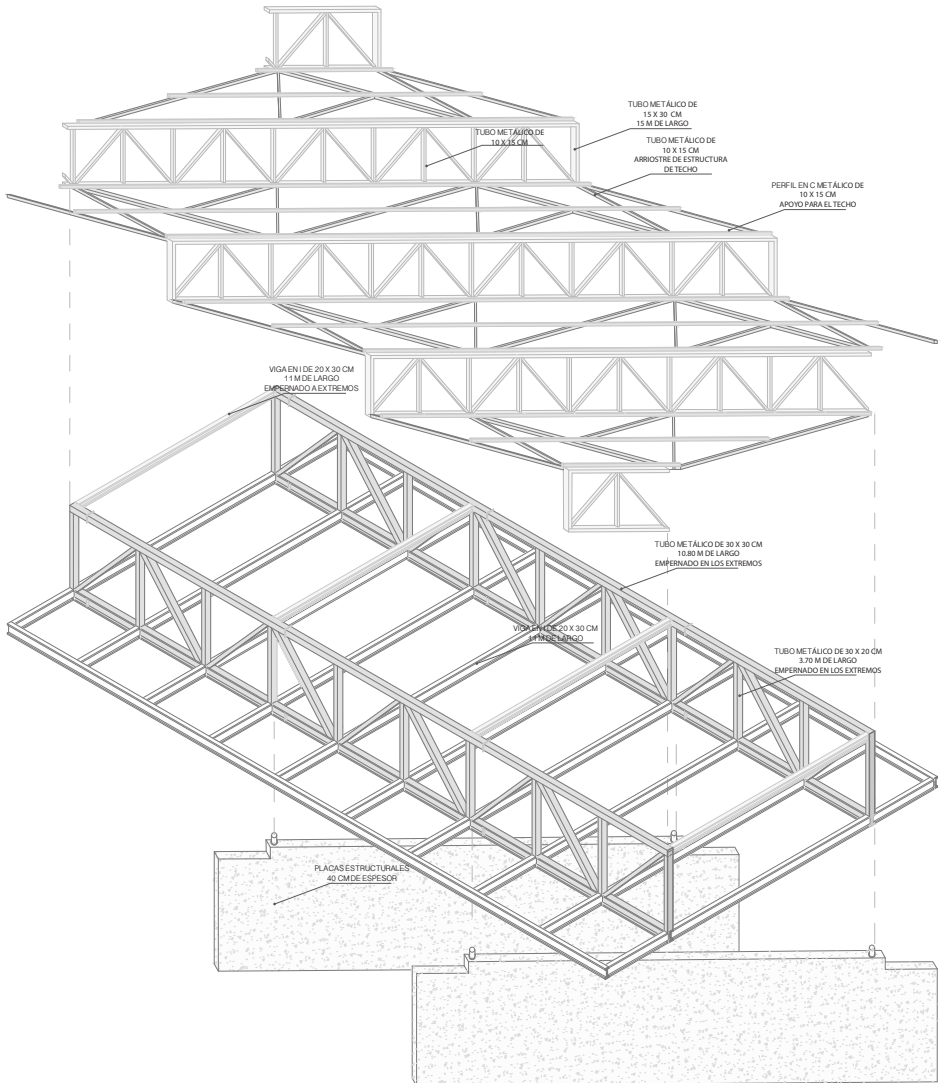 TUBO METÁLICO DE
15 X 30 CM
15 M DE LARGO
TUBO METÁLICO DE
10 X 15 CM
TUBO METÁLICO DE
10 X 15 CM
ARRIOSTRE DE ESTRUCTURA
DE TECHO
PERFIL EN C METÁLICO DE
10 X 15 CM
APOYO PARA EL TECHO
VIGA EN I DE 20 X 30 CM
11 M DE LARGO
EMPERNADO A EXTREMOS
TUBO METÁLICO DE 30 X 30 CM
10.80 M DE LARGO
EMPERNADO EN LOS EXTREMOS
VIGA EN I DE 20 X 30 CM
11 M DE LARGO
TUBO METÁLICO DE 30 X 20 CM
3.70 M DE LARGO
EMPERNADO EN LOS EXTREMOS
PLACAS ESTRUCTURALES
40 CM DE ESPESOR